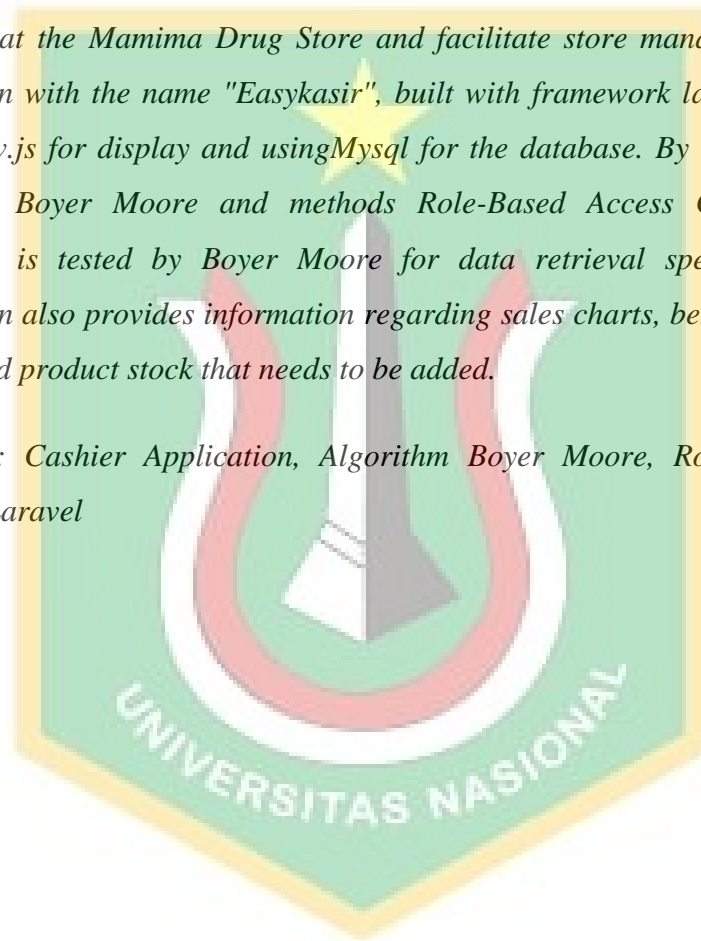 at the Mamima Drug Store and facilitate store mana
n with the name "Easykasir", built with framework la
.js for display and usingMysql for the database. By
Boyer Moore and methods Role-Based Access
is tested by Boyer Moore for data retrieval spe
n also provides information regarding sales charts, be
d product stock that needs to be added.
: Cashier Application, Algorithm Boyer Moore, Ro
aravel
UNIVERSITAS NASIONAL